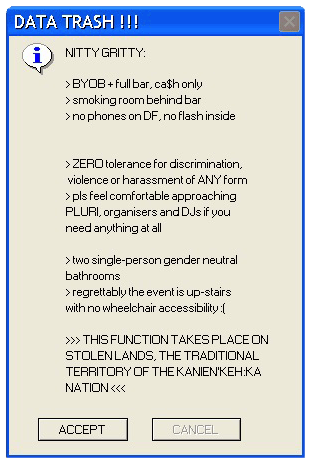 DATA TRASH !!!
NITTY GRITTY:
> BYOB + full bar, ca$h only
> smoking room behind bar
> no phones on DF, no flash inside
> ZERO tolerance for discrimination,
violence or harassment of ANY form
> pls feel comfortable approaching
PLURI, organisers and DJs if you
need anything at all
> two single-person gender neutral
bathrooms
> regrettably the event is up-stairs
with no wheelchair accessibility :(
>>> THIS FUNCTION TAKES PLACE ON
STOLEN LANDS, THE TRADITIONAL
TERRITORY OF THE KANIEN'KEH:KA
NATION <<<
ACCEPT
CANCEL